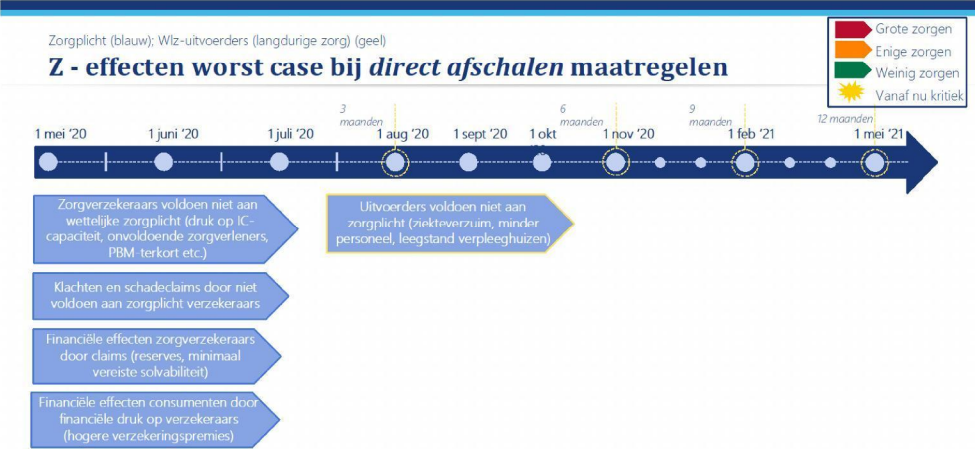 Zorgplicht (blauw); Wlz-uitvoerders (langdurige zorg) (geel)
Z - effecten worst case bij direct afschalen maatregelen
Grote zorgen
Enige zorgen
Weinig zorgen
Vanaf nu kritiek
3
maanden
6
maanden
9
maanden
12 maanden
1 mei '20
1 juni '20
1 juli '20
1 aug '20
1 sept '20
1 okt
1 nov '20
1 feb '21
1 mei '21
Zorgverzekeraars voldoen niet aan
wettelijke zorgplicht (druk op IC-
capaciteit, onvoldoende zorgverleners,
PBM-terkort etc.)
Uitvoerders voldoen niet aan
zorgplicht (ziekteverzuim, minder
personeel, leegstand verpleeghuizen)
Klachten en schadeclaims door niet
voldoen aan zorgplicht verzekeraars
Financiële effecten zorgverzekeraars
door claims (reserves, minimaal
vereiste solvabiliteit)
Financiële effecten consumenten door
financiële druk op verzekeraars
(hogere verzekeringspremies)